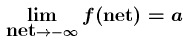 lim f(net) = a
net→−∞